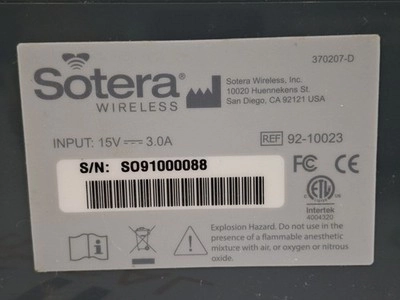 370207-D
Sotera®
WIRELESS
Sotera Wireless, Inc.
10020 Huennekens St.
San Diego, CA 92121 USA
INPUT: 15V⎓3.0A
REF 92-10023
S/N: SO91000088
FC CE
ETL
Intertek
4004320
Explosion Hazard. Do not use in the
presence of a flammable anesthetic
mixture with air, or oxygen or nitrous
oxide.